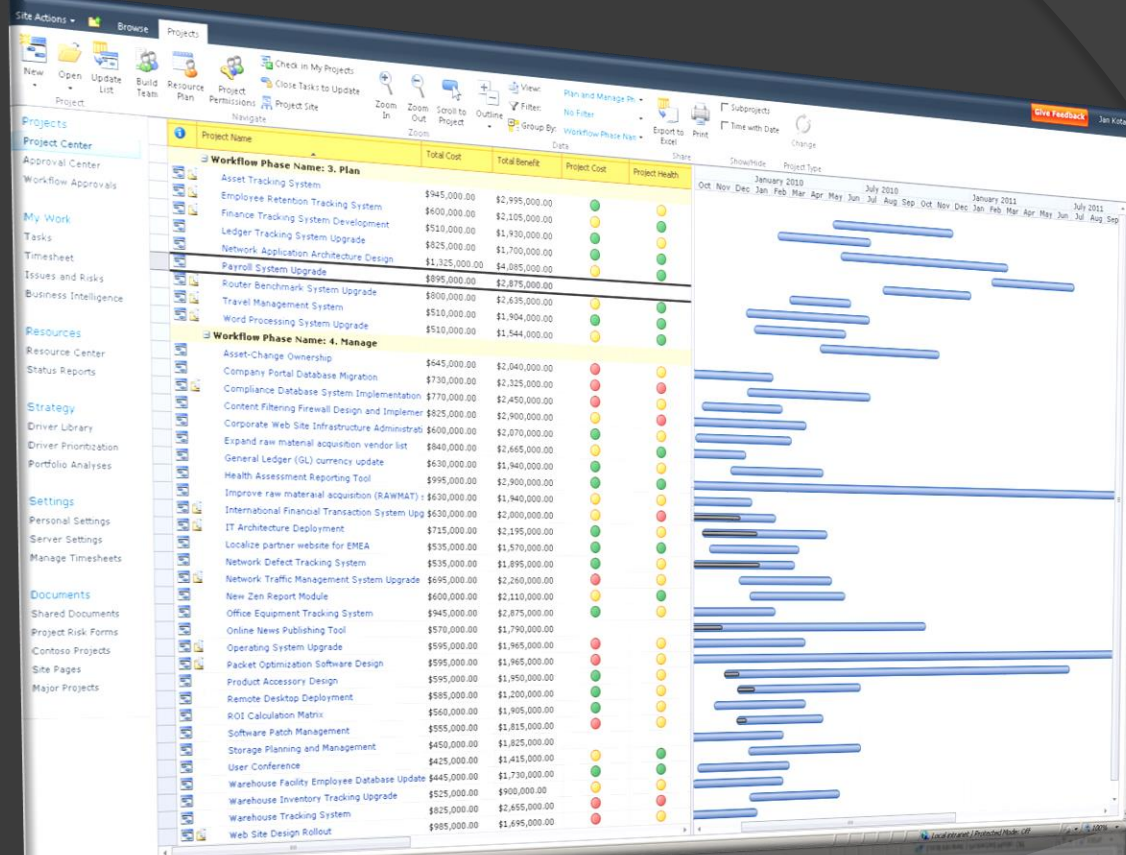 Site Actions
Browse
Projects
New
Open
Update List
Build Team
Resource Plan
Project Permissions
Check in My Projects
Close Tasks to Update
Project Site
Zoom In
Zoom Out
Scroll to Project
Outline
View: Plan and Manage Ph
Filter: No Filter
Group By: Workflow Phase Nam
Export to Excel
Print
Subprojects
Time with Date
Change
Give Feedback
Jan Kota
Project
Navigate
Zoom
Data
Share
Show/Hide
Project Type
Projects
Project Center
Approval Center
Workflow Approvals
My Work
Tasks
Timesheet
Issues and Risks
Business Intelligence
Resources
Resource Center
Status Reports
Strategy
Driver Library
Driver Prioritization
Portfolio Analyses
Settings
Personal Settings
Server Settings
Manage Timesheets
Documents
Shared Documents
Project Risk Forms
Contoso Projects
Site Pages
Major Projects
Project Name Total Cost Total Benefit Project Cost Project Health
Workflow Phase Name: 3. Plan
Asset Tracking System $945,000.00 $2,995,000.00
Employee Retention Tracking System $600,000.00 $2,105,000.00
Finance Tracking System Development $510,000.00 $1,930,000.00
Ledger Tracking System Upgrade $825,000.00 $1,700,000.00
Network Application Architecture Design $1,325,000.00 $4,085,000.00
Payroll System Upgrade $895,000.00 $2,875,000.00
Router Benchmark System Upgrade $800,000.00 $2,635,000.00
Travel Management System $510,000.00 $1,904,000.00
Word Processing System Upgrade $510,000.00 $1,544,000.00
Workflow Phase Name: 4. Manage
Asset-Change Ownership $645,000.00 $2,040,000.00
Company Portal Database Migration $730,000.00 $2,325,000.00
Compliance Database System Implementation $770,000.00 $2,450,000.00
Content Filtering Firewall Design and Implemer $825,000.00 $2,900,000.00
Corporate Web Site Infrastructure Administrati $600,000.00 $2,070,000.00
Expand raw material acquisition vendor list $840,000.00 $2,665,000.00
General Ledger (GL) currency update $630,000.00 $1,940,000.00
Health Assessment Reporting Tool $995,000.00 $2,900,000.00
Improve raw materaial acquisition (RAWMAT) $630,000.00 $1,940,000.00
International Financial Transaction System Upg $630,000.00 $2,000,000.00
IT Architecture Deployment $715,000.00 $2,195,000.00
Localize partner website for EMEA $535,000.00 $1,570,000.00
Network Defect Tracking System $535,000.00 $1,895,000.00
Network Traffic Management System Upgrade $695,000.00 $2,260,000.00
New Zen Report Module $600,000.00 $2,110,000.00
Office Equipment Tracking System $945,000.00 $2,875,000.00
Online News Publishing Tool $570,000.00 $1,790,000.00
Operating System Upgrade $595,000.00 $1,965,000.00
Packet Optimization Software Design $595,000.00 $1,965,000.00
Product Accessory Design $595,000.00 $1,950,000.00
Remote Desktop Deployment $585,000.00 $1,200,000.00
ROI Calculation Matrix $560,000.00 $1,905,000.00
Software Patch Management $555,000.00 $1,815,000.00
Storage Planning and Management $450,000.00 $1,825,000.00
User Conference $425,000.00 $1,415,000.00
Warehouse Facility Employee Database Update $445,000.00 $1,730,000.00
Warehouse Inventory Tracking Upgrade $525,000.00 $900,000.00
Warehouse Tracking System $825,000.00 $2,655,000.00
Web Site Design Rollout $985,000.00 $1,695,000.00
January 2010 July 2010 January 2011 July 2011
Oct Nov Dec Jan Feb Mar Apr May Jun Jul Aug Sep Oct Nov Dec Jan Feb Mar Apr May Jun Jul Aug Sep
Local intranet | Protected Mode: Off
100%